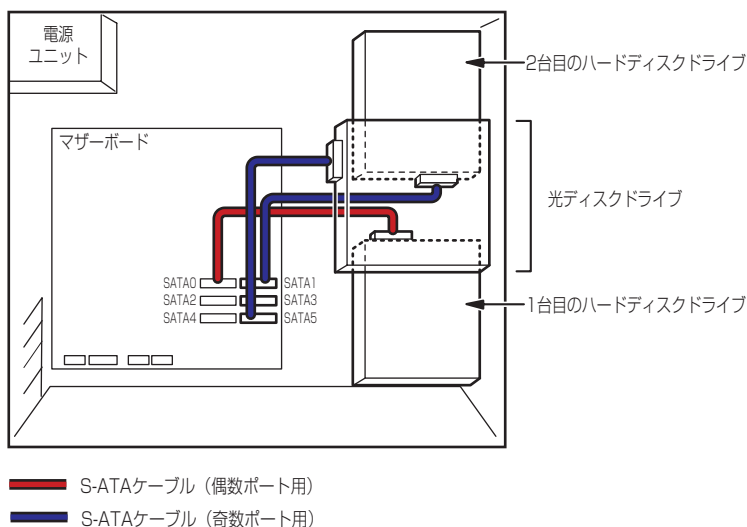 電源
ユニット
2台目のハードディスクドライブ
マザーボード
光ディスクドライブ
SATA0
SATA1
SATA2
SATA3
SATA4
SATA5
1台目のハードディスクドライブ
S-ATAケーブル（偶数ポート用）
S-ATAケーブル（奇数ポート用）